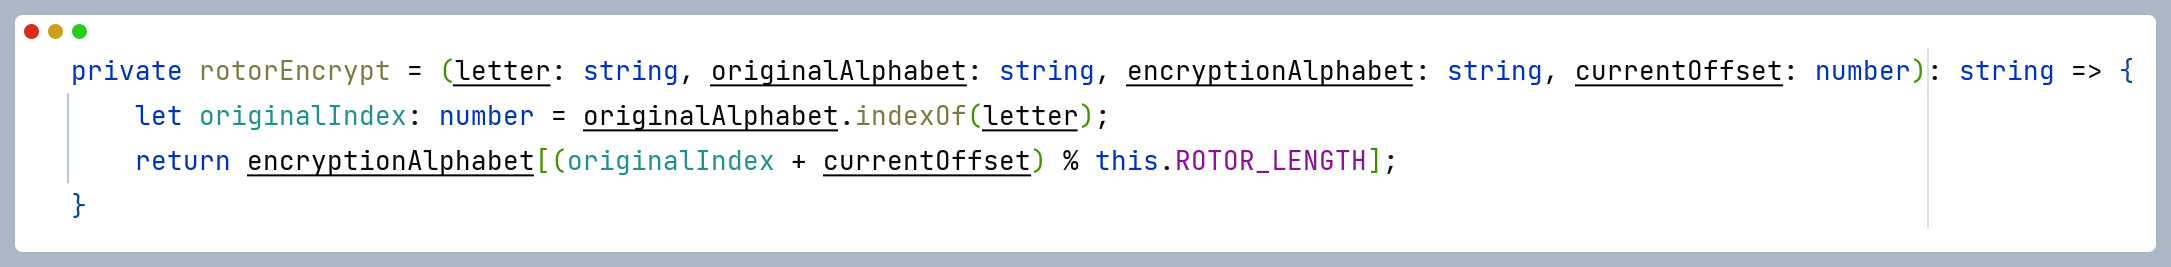 private rotorEncrypt = (letter: string, originalAlphabet: string, encryptionAlphabet: string, currentOffset: number): string => {
    let originalIndex: number = originalAlphabet.indexOf(letter);
    return encryptionAlphabet[(originalIndex + currentOffset) % this.ROTOR_LENGTH];
}